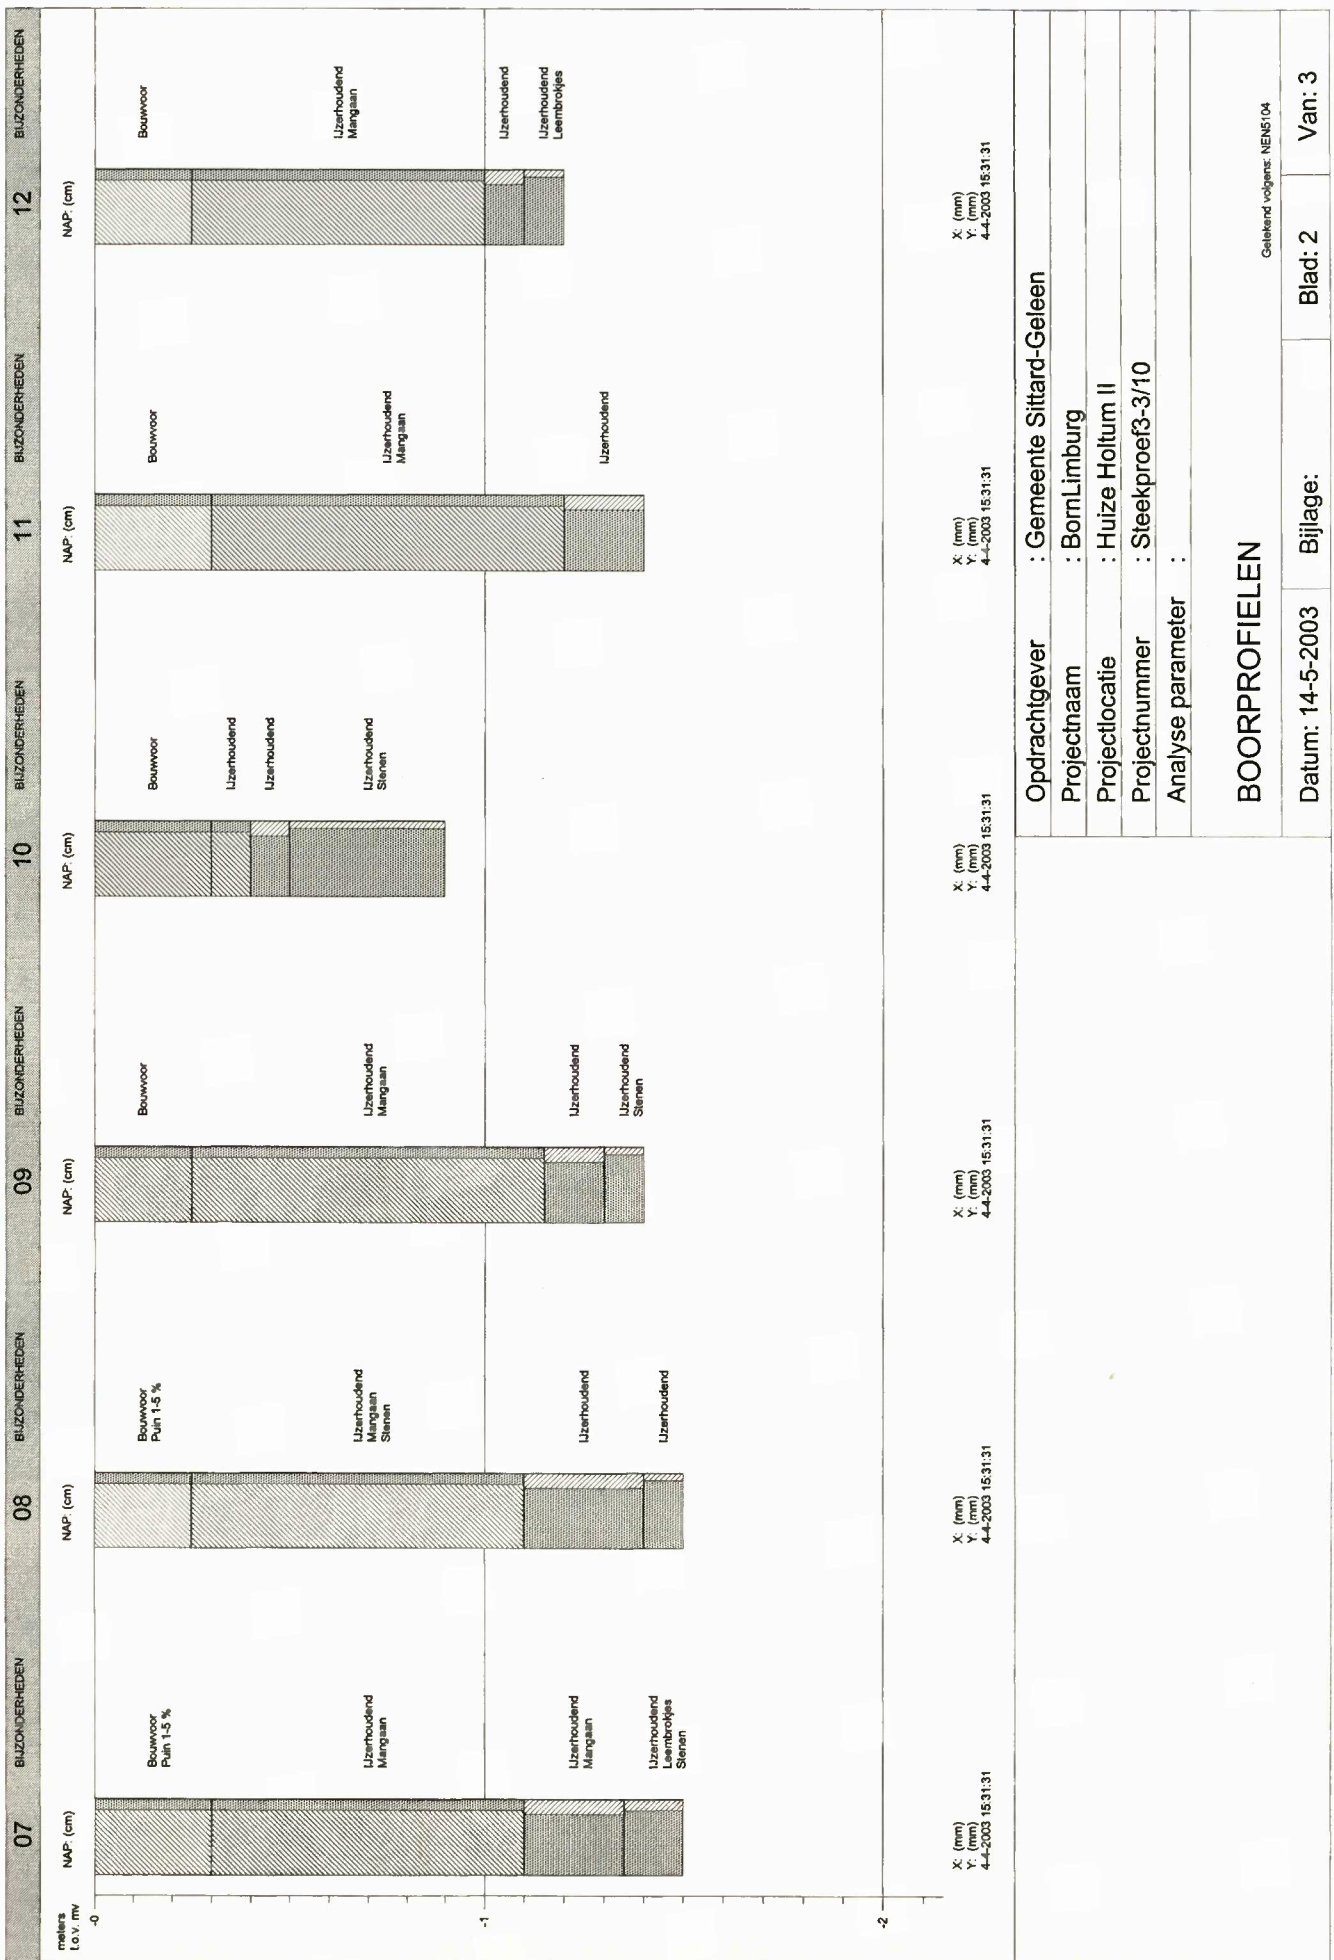 07 BIJZONDERHEDEN 08 BIJZONDERHEDEN 09 BIJZONDERHEDEN 10 BIJZONDERHEDEN 11 BIJZONDERHEDEN 12 BIJZONDERHEDEN
meters
t.o.v. mv
-0
-1
-2
NAP: (cm)
Bouwvoor
Puin 1-5 %
IJzerhoudend
Mangaan
IJzerhoudend
Mangaan
IJzerhoudend
Leembrokjes
Stenen
X: (mm)
Y: (mm)
4-4-2003 15:31:31
NAP: (cm)
Bouwvoor
Puin 1-5 %
IJzerhoudend
Mangaan
Stenen
IJzerhoudend
IJzerhoudend
X: (mm)
Y: (mm)
4-4-2003 15:31:31
NAP: (cm)
Bouwvoor
IJzerhoudend
Mangaan
IJzerhoudend
IJzerhoudend
Stenen
X: (mm)
Y: (mm)
4-4-2003 15:31:31
NAP: (cm)
Bouwvoor
IJzerhoudend
IJzerhoudend
IJzerhoudend
Stenen
X: (mm)
Y: (mm)
4-4-2003 15:31:31
NAP: (cm)
Bouwvoor
IJzerhoudend
Mangaan
IJzerhoudend
X: (mm)
Y: (mm)
4-4-2003 15:31:31
NAP: (cm)
Bouwvoor
IJzerhoudend
Mangaan
IJzerhoudend
IJzerhoudend
Leembrokjes
X: (mm)
Y: (mm)
4-4-2003 15:31:31
Opdrachtgever : Gemeente Sittard-Geleen
Projectnaam : BornLimburg
Projectlocatie : Huize Holtum II
Projectnummer : Steekproef3-3/10
Analyse parameter :
BOORPROFIELEN
Getekend volgens: NEN5104
Datum: 14-5-2003 Bijlage: Blad: 2 Van: 3